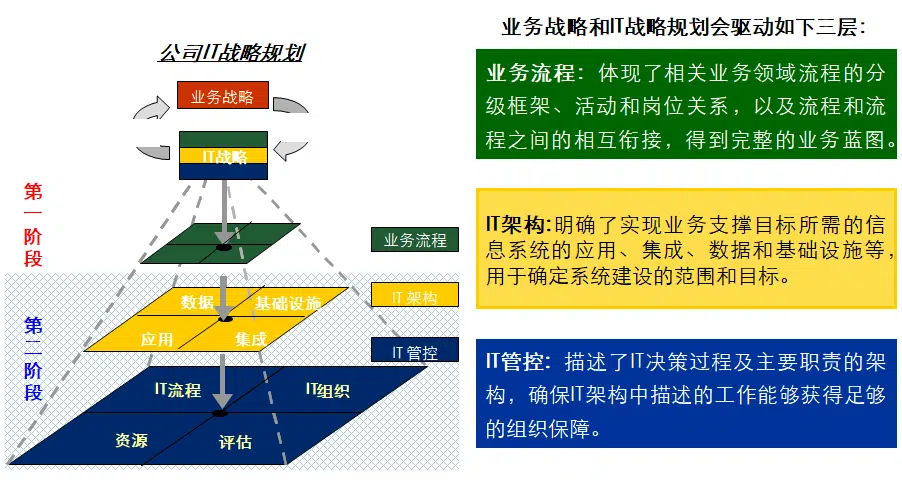 公司IT战略规划
业务战略
IT战略
第一阶段
业务流程
第二阶段
数据
基础设施
应用
集成
IT 架构
IT 管控
IT流程
IT组织
资源
评估
业务战略和IT战略规划会驱动如下三层：
业务流程：体现了相关业务领域流程的分
级框架、活动和岗位关系，以及流程和流
程之间的相互衔接，得到完整的业务蓝图。
IT架构:明确了实现业务支撑目标所需的信
息系统的应用、集成、数据和基础设施等，
用于确定系统建设的范围和目标。
IT管控：描述了IT决策过程及主要职责的架
构，确保IT架构中描述的工作能够获得足够
的组织保障。